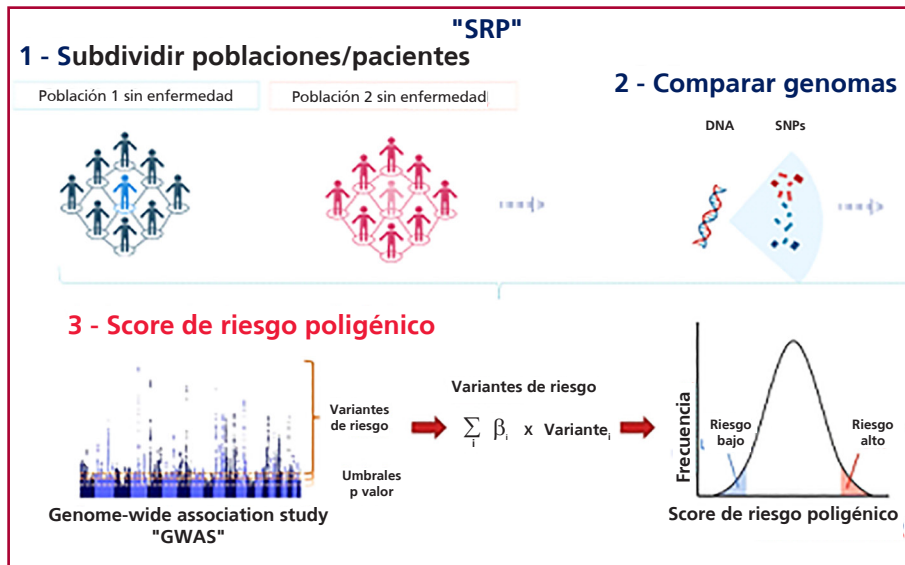 "SRP"
1 - Subdividir poblaciones/pacientes
Población 1 sin enfermedad
Población 2 sin enfermedad
2 - Comparar genomas
DNA
SNPs
3 - Score de riesgo poligénico
Variantes
de riesgo
Umbrales
p valor
Genome-wide association study
"GWAS"
Variantes de riesgo
∑ i βi x Variantei
Frecuencia
Riesgo
bajo
Riesgo
alto
Score de riesgo poligénico